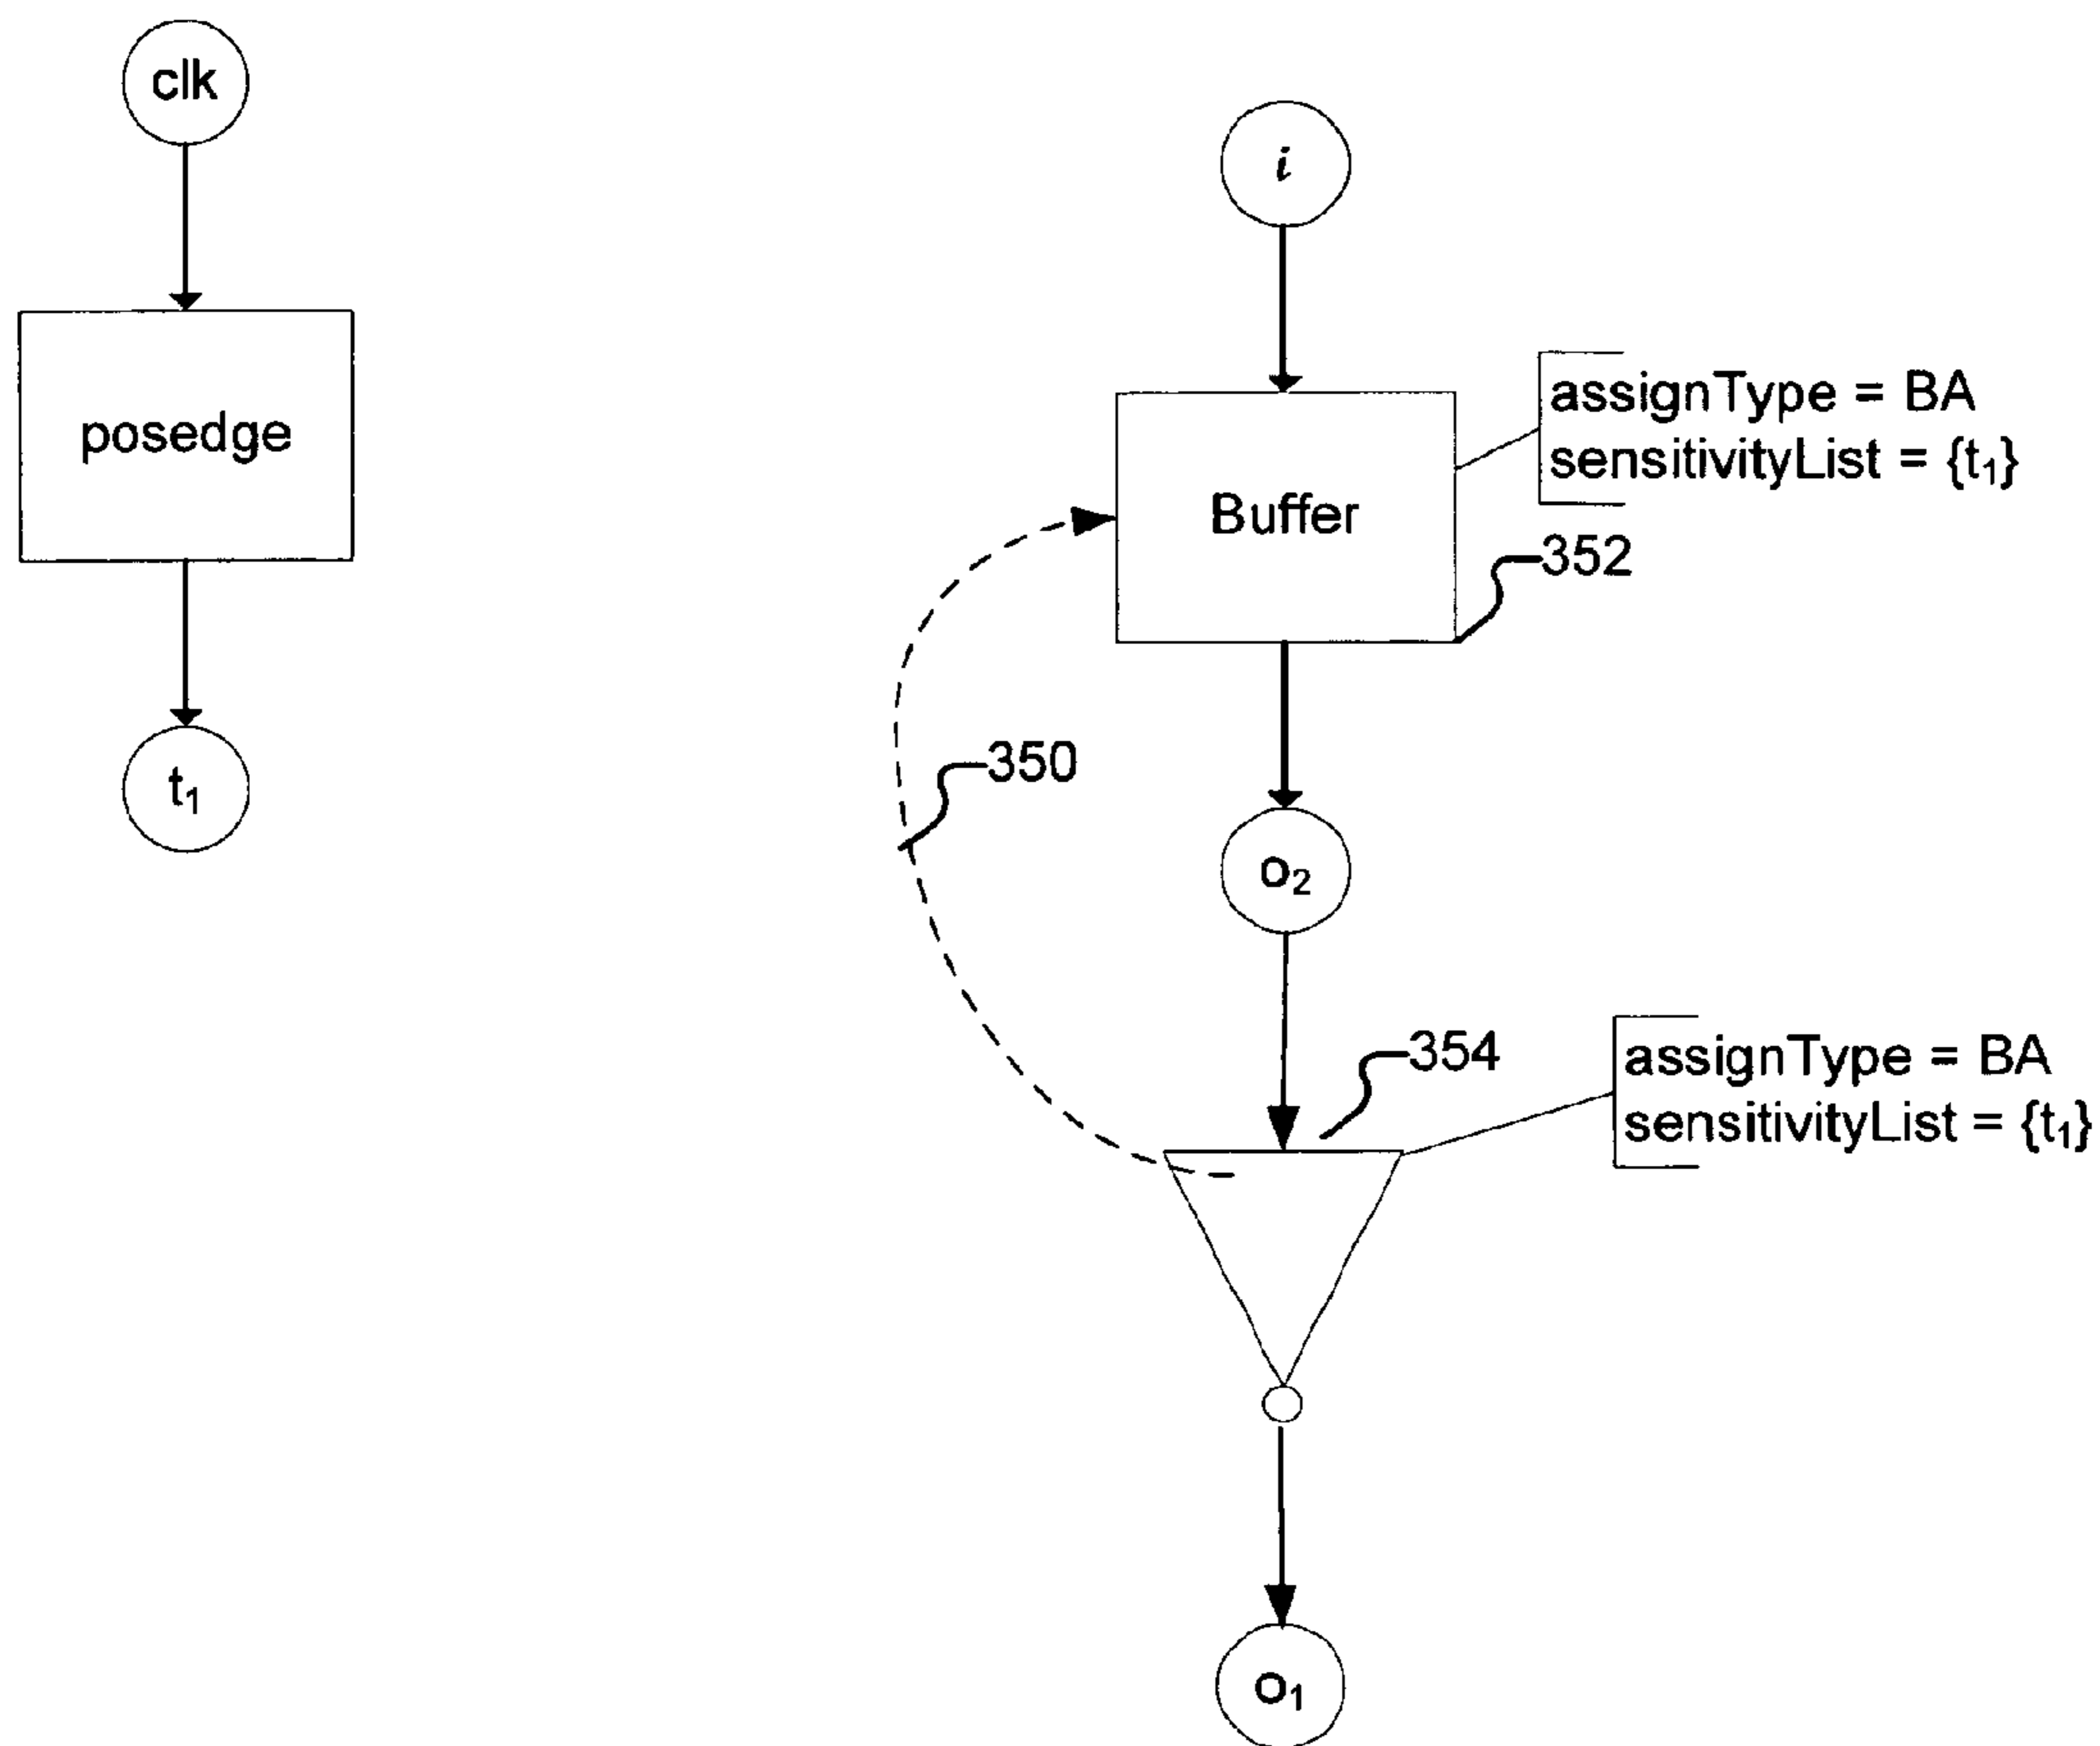 clk
i
posedge
assignType = BA
sensitivityList = {t₁}
Buffer
352
350
t₁
o₂
354
assignType = BA
sensitivityList = {t₁}
o₁